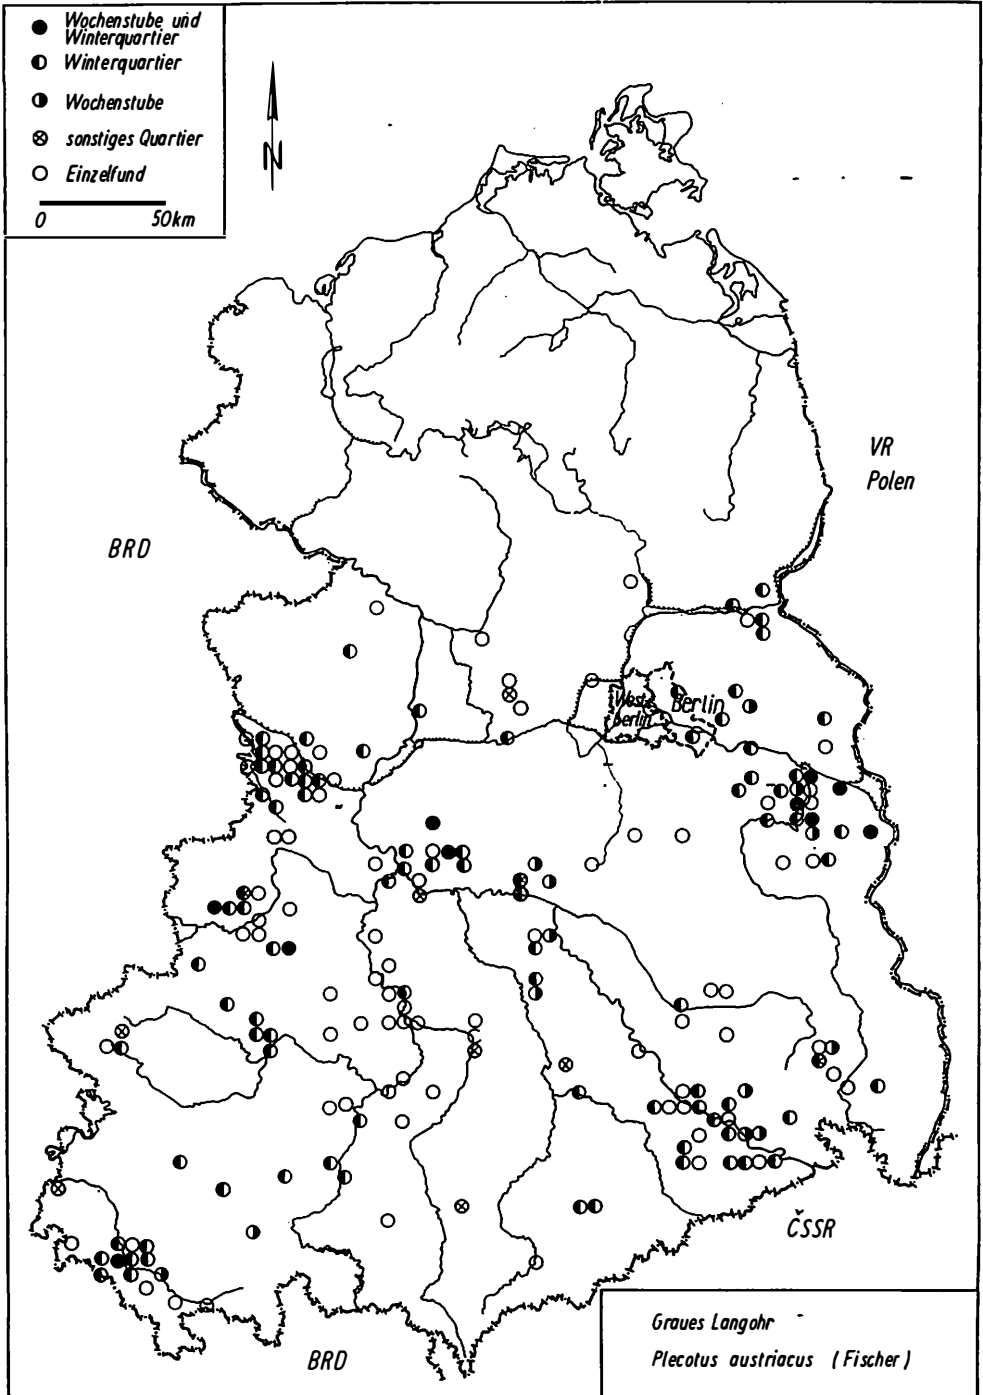 Wochenstube und
Winterquartier
Winterquartier
Wochenstube
sonstiges Quartier
Einzelfund
0 50km
N
VR
Polen
BRD
West-
berlin
Berlin
ČSSR
BRD
Graues Langohr -
Plecotus austriacus (Fischer)